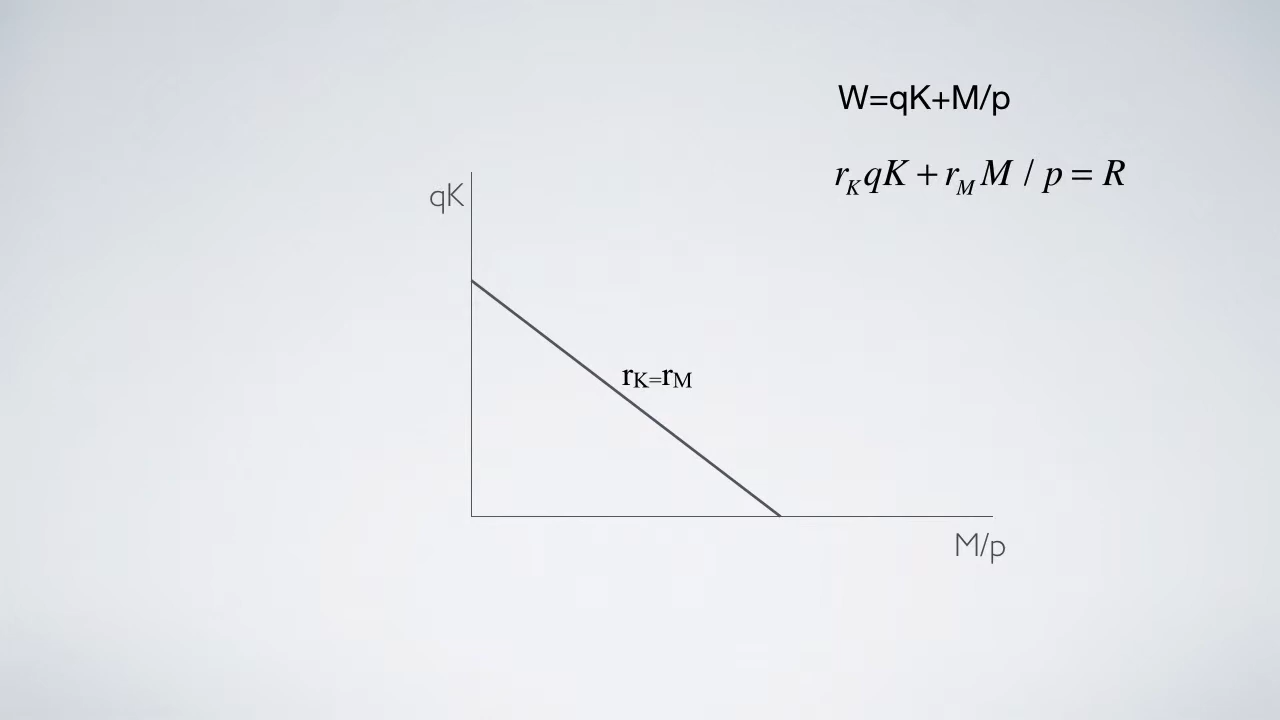 W=qK+M/p
r_K qK + r_M M / p = R
qK
r_K=r_M
M/p